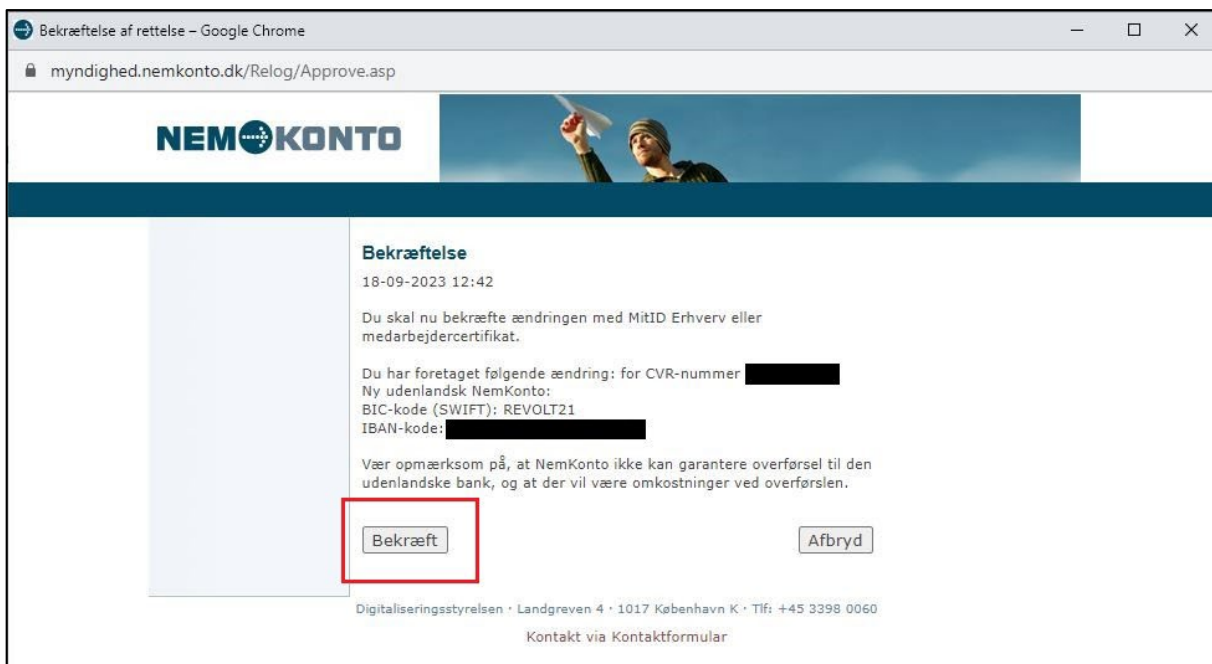 Bekræftelse af rettelse – Google Chrome
myndighed.nemkonto.dk/Relog/Approve.asp
NEMKONTO
Bekræftelse
18-09-2023 12:42
Du skal nu bekræfte ændringen med MitID Erhverv eller
medarbejdercertifikat.
Du har foretaget følgende ændring: for CVR-nummer
Ny udenlandsk NemKonto:
BIC-kode (SWIFT): REVOLT21
IBAN-kode:
Vær opmærksom på, at NemKonto ikke kan garantere overførsel til den
udenlandske bank, og at der vil være omkostninger ved overførslen.
Bekræft
Afbryd
Digitaliseringsstyrelsen · Landgreven 4 · 1017 København K · Tlf: +45 3398 0060
Kontakt via Kontaktformular